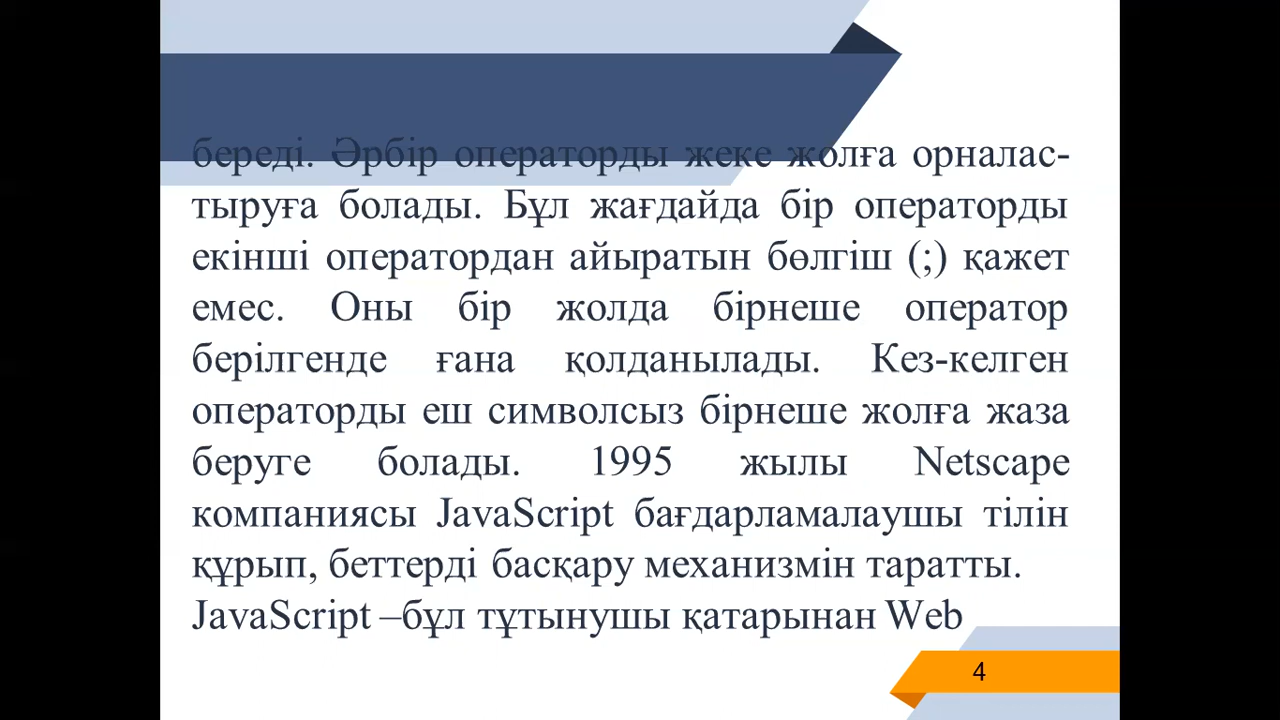 береді. Әрбір операторды жеке жолға орналас-
тыруға болады. Бұл жағдайда бір операторды
екінші оператордан айыратын бөлгіш (;) қажет
емес. Оны бір жолда бірнеше оператор
берілгенде ғана қолданылады. Кез-келген
операторды еш символсыз бірнеше жолға жаза
беруге болады. 1995 жылы Netscape
компаниясы JavaScript бағдарламалаушы тілін
құрып, беттерді басқару механизмін таратты.
JavaScript –бұл тұтынушы қатарынан Web
4